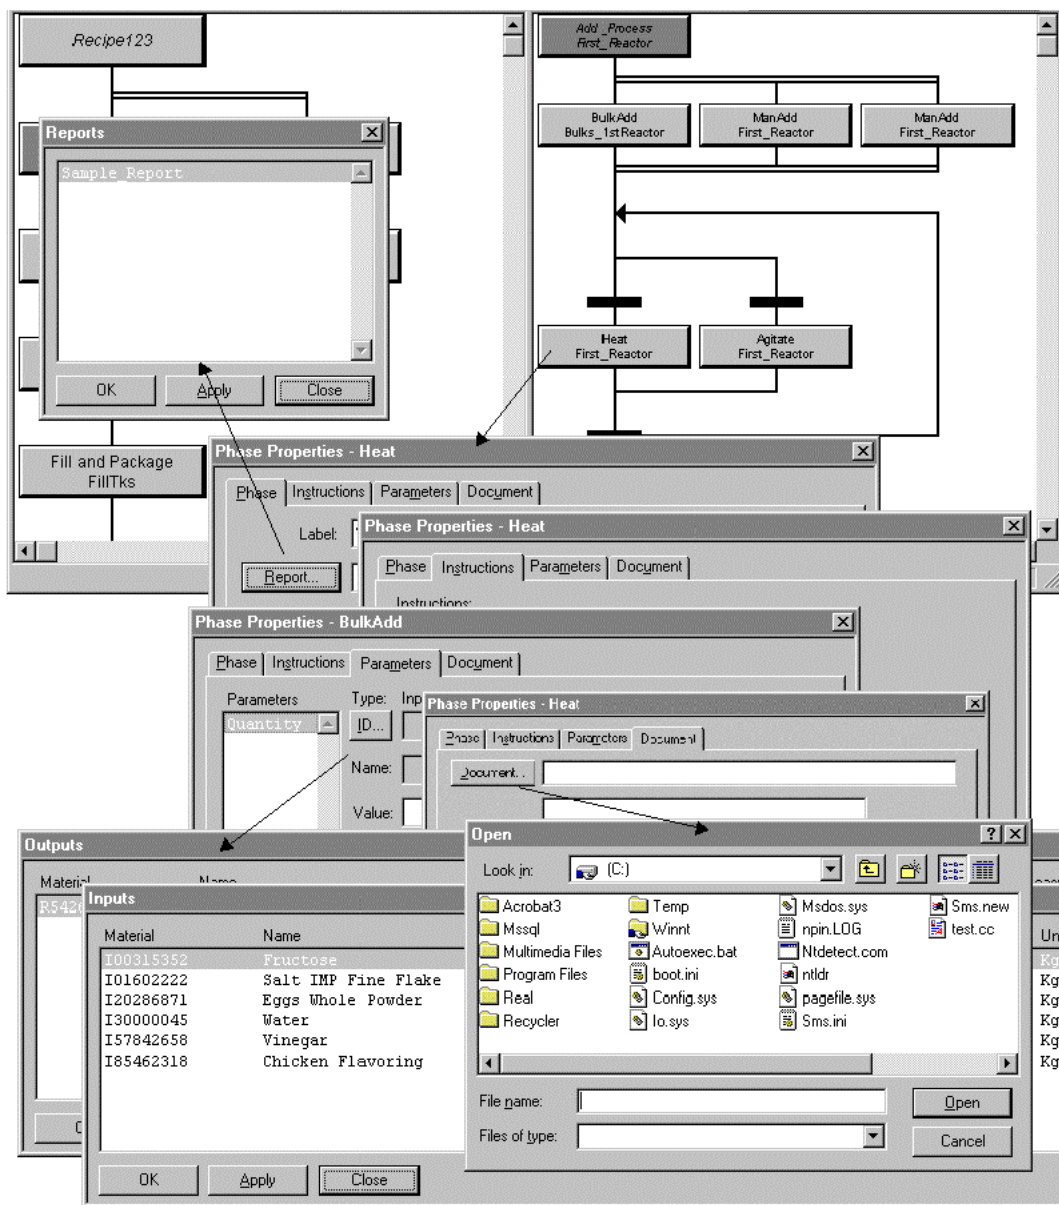 Recipe123
Add_Process
First_Reactor
BulkAdd
Bulks_1stReactor
ManAdd
First_Reactor
ManAdd
First_Reactor
Reports
Sample_Report
OK
Apply
Close
Heat
First_Reactor
Agitate
First_Reactor
Fill and Package
FillTks
Phase Properties - Heat
Phase Instructions Parameters Document
Label:
Report...
Phase Properties - Heat
Phase Instructions Parameters Document
Instructions:
Phase Properties - BulkAdd
Phase Instructions Parameters Document
Parameters
Quantity
Type: Inp
ID...
Name:
Value:
Phase Properties - Heat
Phase Instructions Parameters Document
Document...
Outputs
Material
Name
R542
Inputs
Material Name
I00315352 Fructose
I01602222 Salt IMP Fine Flake
I20286871 Eggs Whole Powder
I30000045 Water
I57842658 Vinegar
I85462318 Chicken Flavoring
OK
Apply
Close
Un
Kg
Kg
Kg
Kg
Kg
Kg
Open
Look in: (C:)
Acrobat3
Mssql
Multimedia Files
Program Files
Real
Recycler
Temp
Winnt
Autoexec.bat
boot.ini
Config.sys
Io.sys
Msdos.sys
npin.LOG
Ntdetect.com
ntldr
pagefile.sys
Sms.ini
Sms.new
test.cc
File name:
Open
Files of type:
Cancel